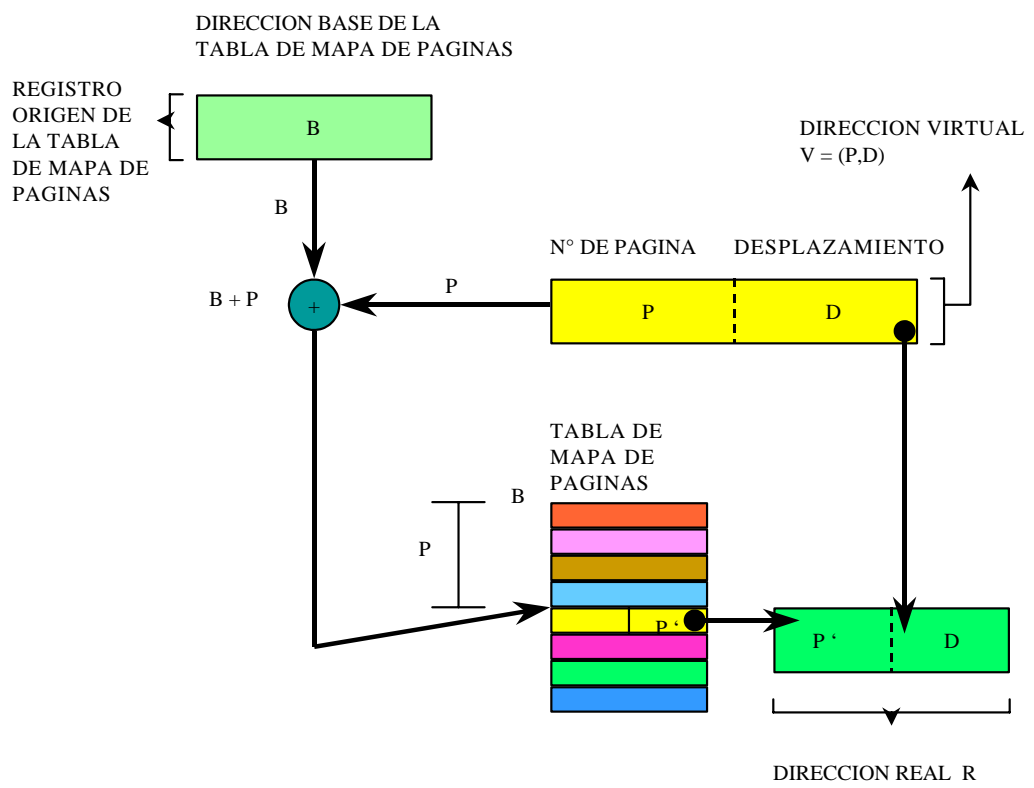 DIRECCION BASE DE LA
TABLA DE MAPA DE PAGINAS
REGISTRO
ORIGEN DE
LA TABLA
DE MAPA DE
PAGINAS
B
DIRECCION VIRTUAL
V = (P,D)
B
N° DE PAGINA
DESPLAZAMIENTO
B + P
+
P
P
D
TABLA DE
MAPA DE
PAGINAS
B
P
P ‘
P ‘
D
DIRECCION REAL R